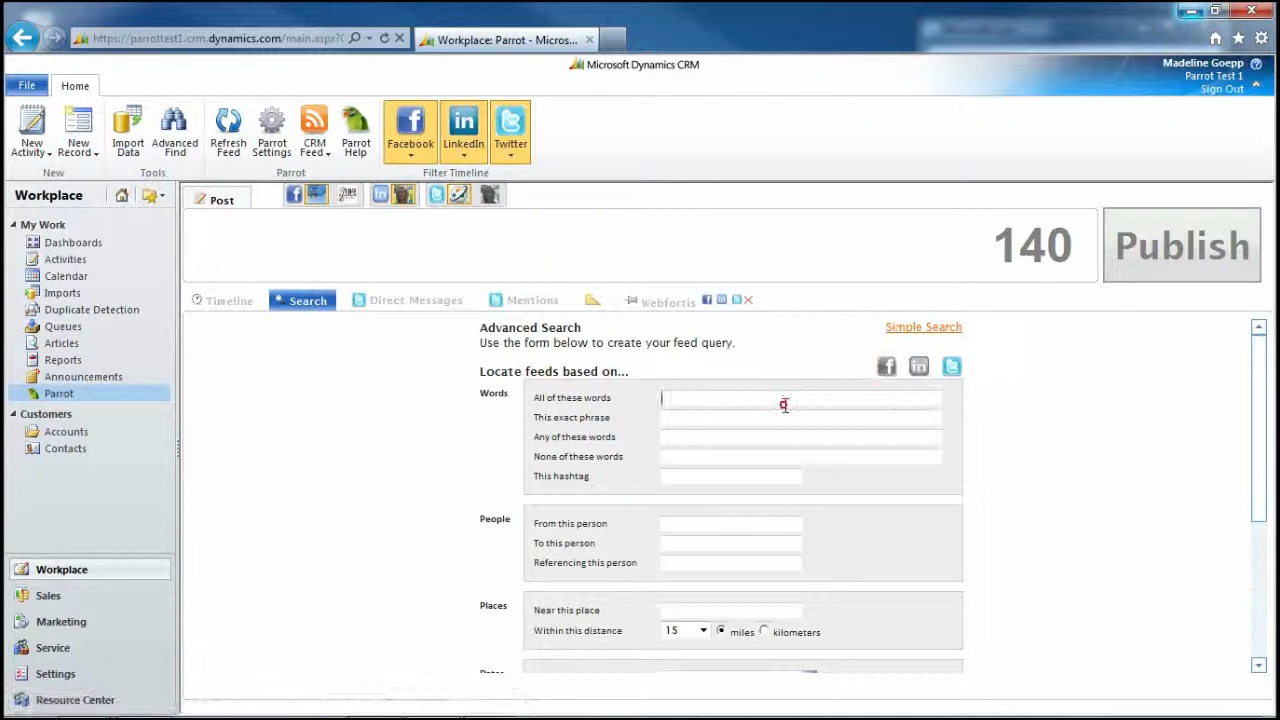 https://parrottest1.crm.dynamics.com/main.aspx?
Workplace: Parrot - Micros...
Microsoft Dynamics CRM
Madeline Goepp
Parrot Test 1
Sign Out
File
Home
New Activity
New Record
Import Data
Advanced Find
Refresh Feed
Parrot Settings
CRM Feed
Parrot Help
Facebook
LinkedIn
Twitter
New
Tools
Parrot
Filter Timeline
Workplace
My Work
Dashboards
Activities
Calendar
Imports
Duplicate Detection
Queues
Articles
Reports
Announcements
Parrot
Customers
Accounts
Contacts
Workplace
Sales
Marketing
Service
Settings
Resource Center
Post
140
Publish
Timeline
Search
Direct Messages
Mentions
Webfortis
Advanced Search
Simple Search
Use the form below to create your feed query.
Locate feeds based on...
Words
All of these words
This exact phrase
Any of these words
None of these words
This hashtag
People
From this person
To this person
Referencing this person
Places
Near this place
Within this distance
15
miles
kilometers